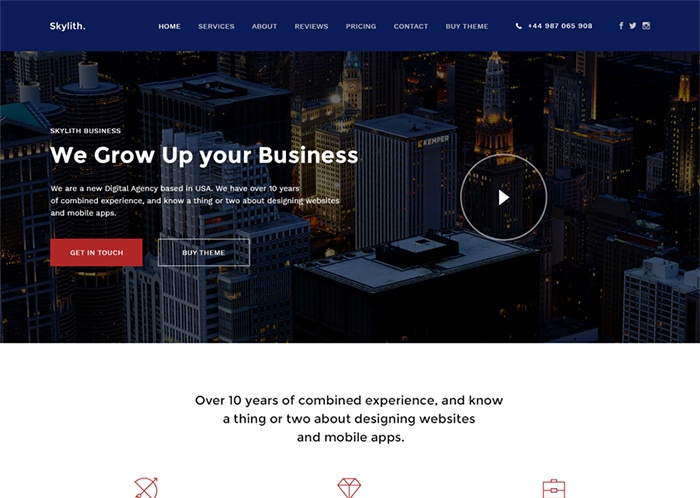 Skylith.
HOME SERVICES ABOUT REVIEWS PRICING CONTACT BUY THEME +44 987 065 908
KEMPER
SKYLITH BUSINESS
We Grow Up your Business
We are a new Digital Agency based in USA. We have over 10 years
of combined experience, and know a thing or two about designing websites
and mobile apps.
GET IN TOUCH BUY THEME
Over 10 years of combined experience, and know
a thing or two about designing websites
and mobile apps.